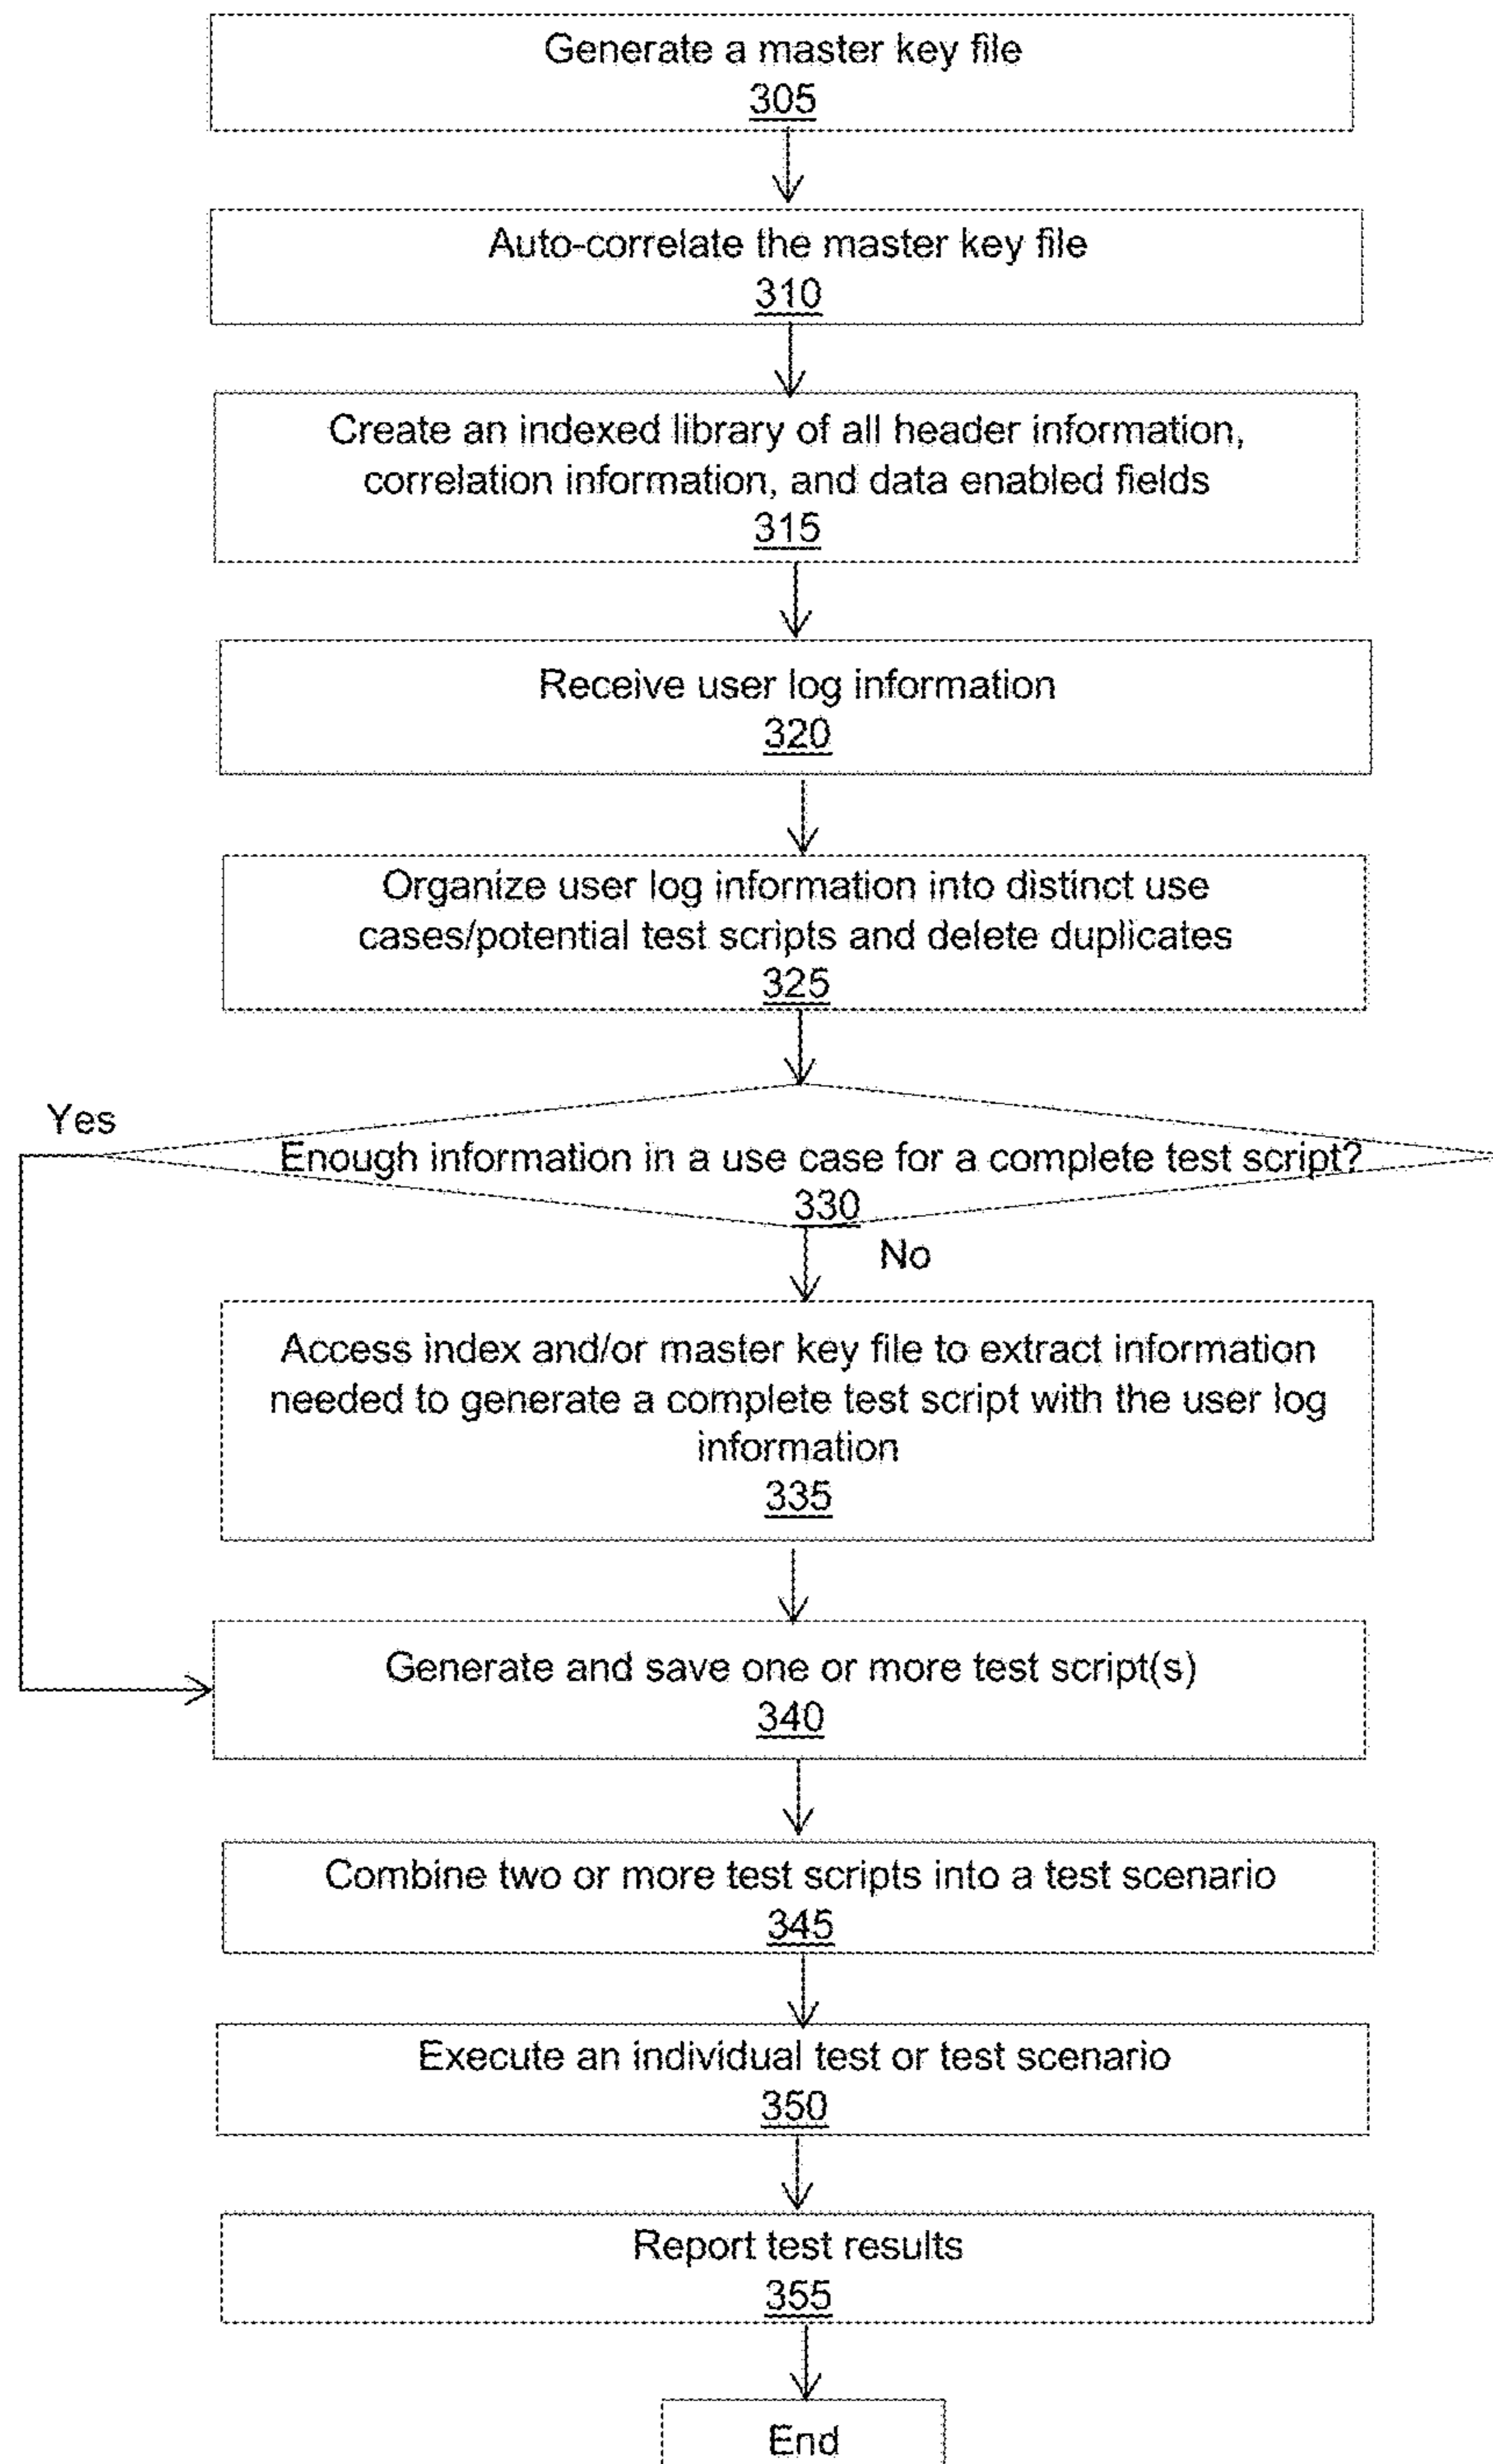 Generate a master key file
305
Auto-correlate the master key file
310
Create an indexed library of all header information,
correlation information, and data enabled fields
315
Receive user log information
320
Organize user log information into distinct use
cases/potential test scripts and delete duplicates
325
Yes
Enough information in a use case for a complete test script?
330
No
Access index and/or master key file to extract information
needed to generate a complete test script with the user log
information
335
Generate and save one or more test script(s)
340
Combine two or more test scripts into a test scenario
345
Execute an individual test or test scenario
350
Report test results
355
End